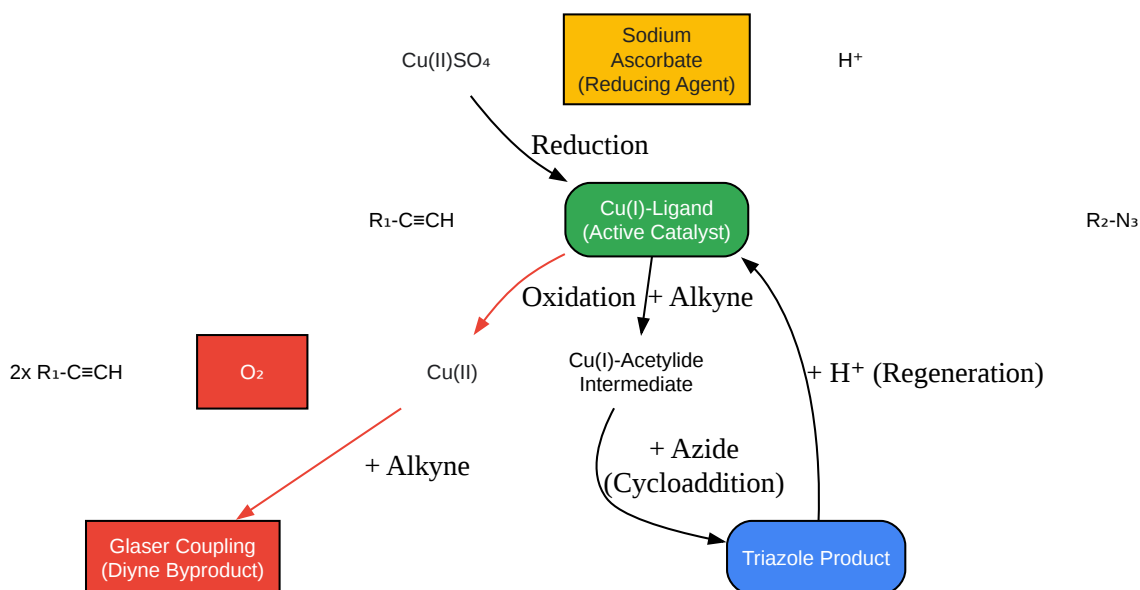 Cu(II)SO₄
Sodium
Ascorbate
(Reducing Agent)
H⁺
Reduction
R₁-C≡CH
Cu(I)-Ligand
(Active Catalyst)
R₂-N₃
Oxidation
+ Alkyne
2x R₁-C≡CH
O₂
Cu(II)
Cu(I)-Acetylide
Intermediate
+ H⁺ (Regeneration)
+ Alkyne
+ Azide
(Cycloaddition)
Glaser Coupling
(Diyne Byproduct)
Triazole Product